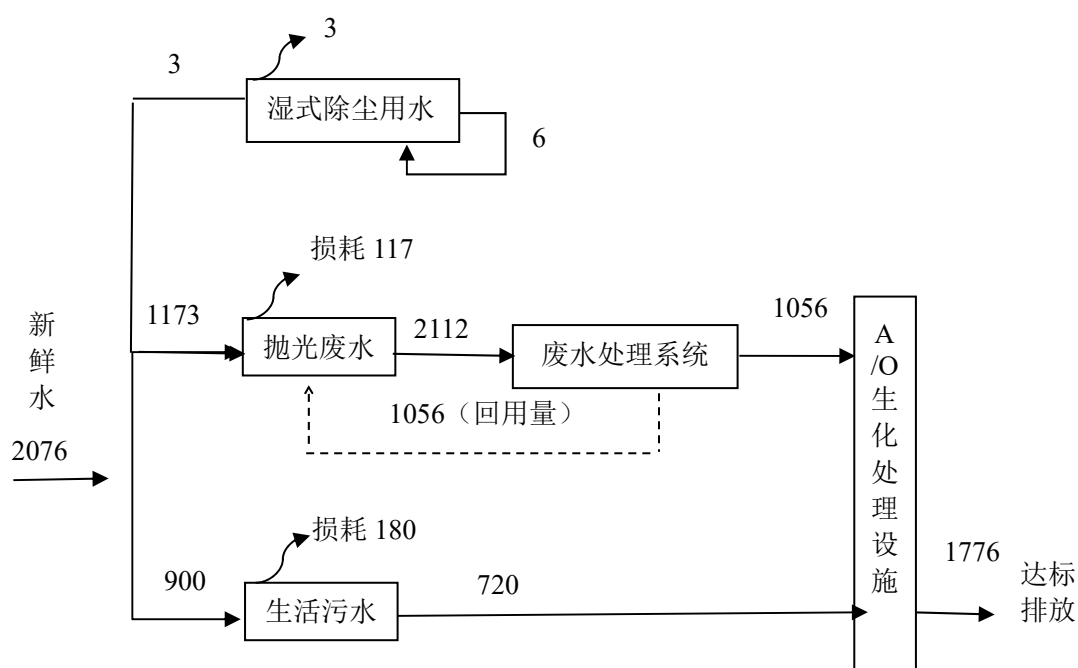 3
3
湿式除尘用水
6
损耗 117
新
鲜
水
2076
1173
抛光废水
2112
废水处理系统
1056
1056（回用量）
A
/O
生
化
处
理
设
施
损耗 180
900
生活污水
720
1776
达标
排放